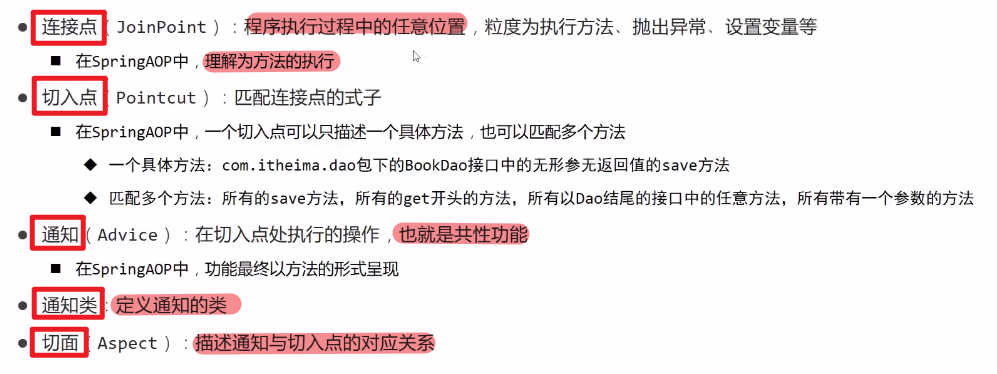 连接点（JoinPoint）：程序执行过程中的任意位置，粒度为执行方法、抛出异常、设置变量等
在SpringAOP中，理解为方法的执行
切入点（Pointcut）：匹配连接点的式子
在SpringAOP中，一个切入点可以只描述一个具体方法，也可以匹配多个方法
一个具体方法：com.itheima.dao包下的BookDao接口中的无形参无返回值的save方法
匹配多个方法：所有的save方法，所有的get开头的方法，所有以Dao结尾的接口中的任意方法，所有带有一个参数的方法
通知（Advice）：在切入点处执行的操作，也就是共性功能
在SpringAOP中，功能最终以方法的形式呈现
通知类：定义通知的类
切面（Aspect）：描述通知与切入点的对应关系